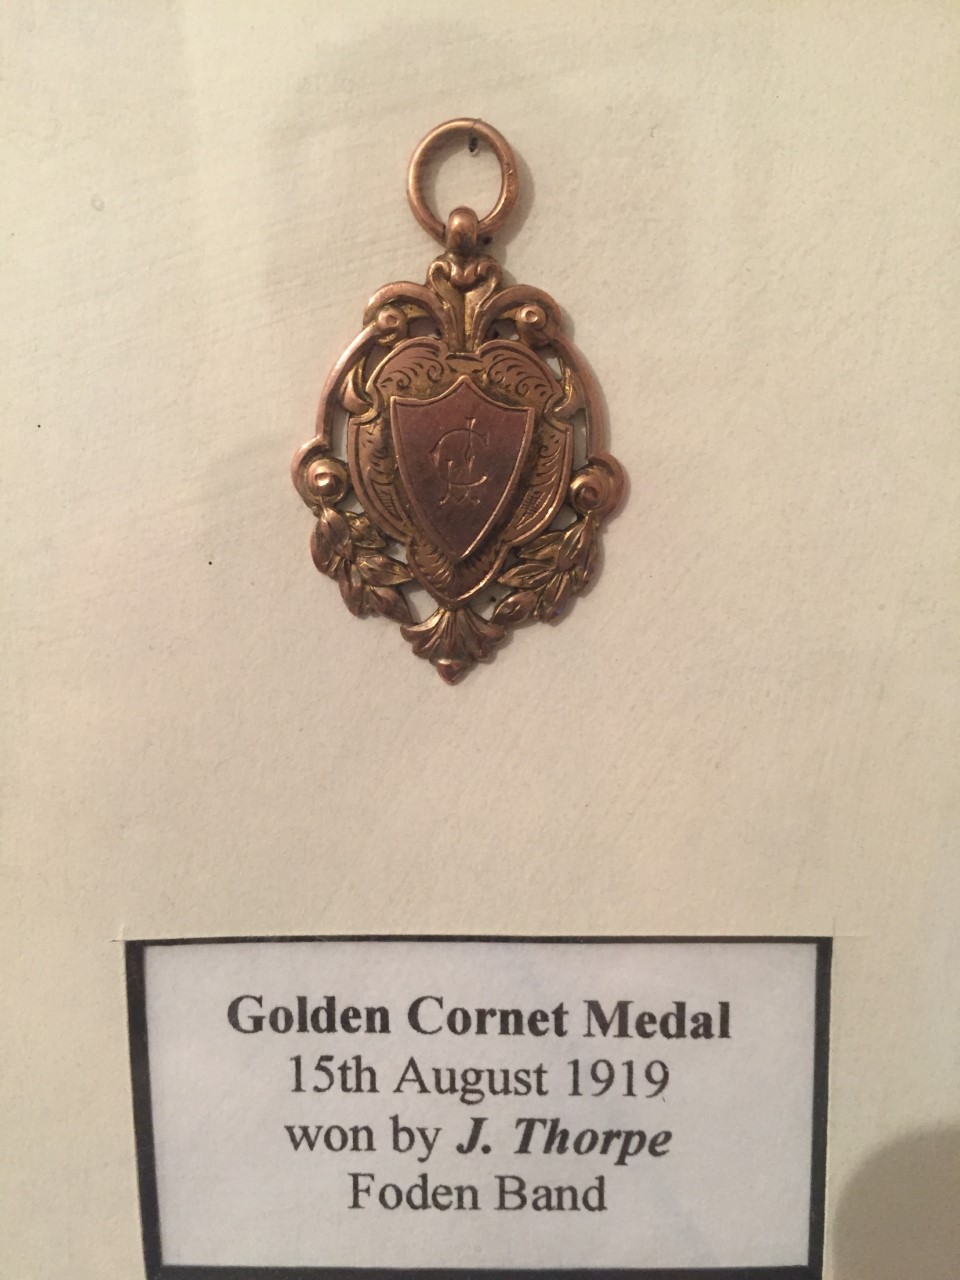 Golden Cornet Medal
15th August 1919
won by J. Thorpe
Foden Band